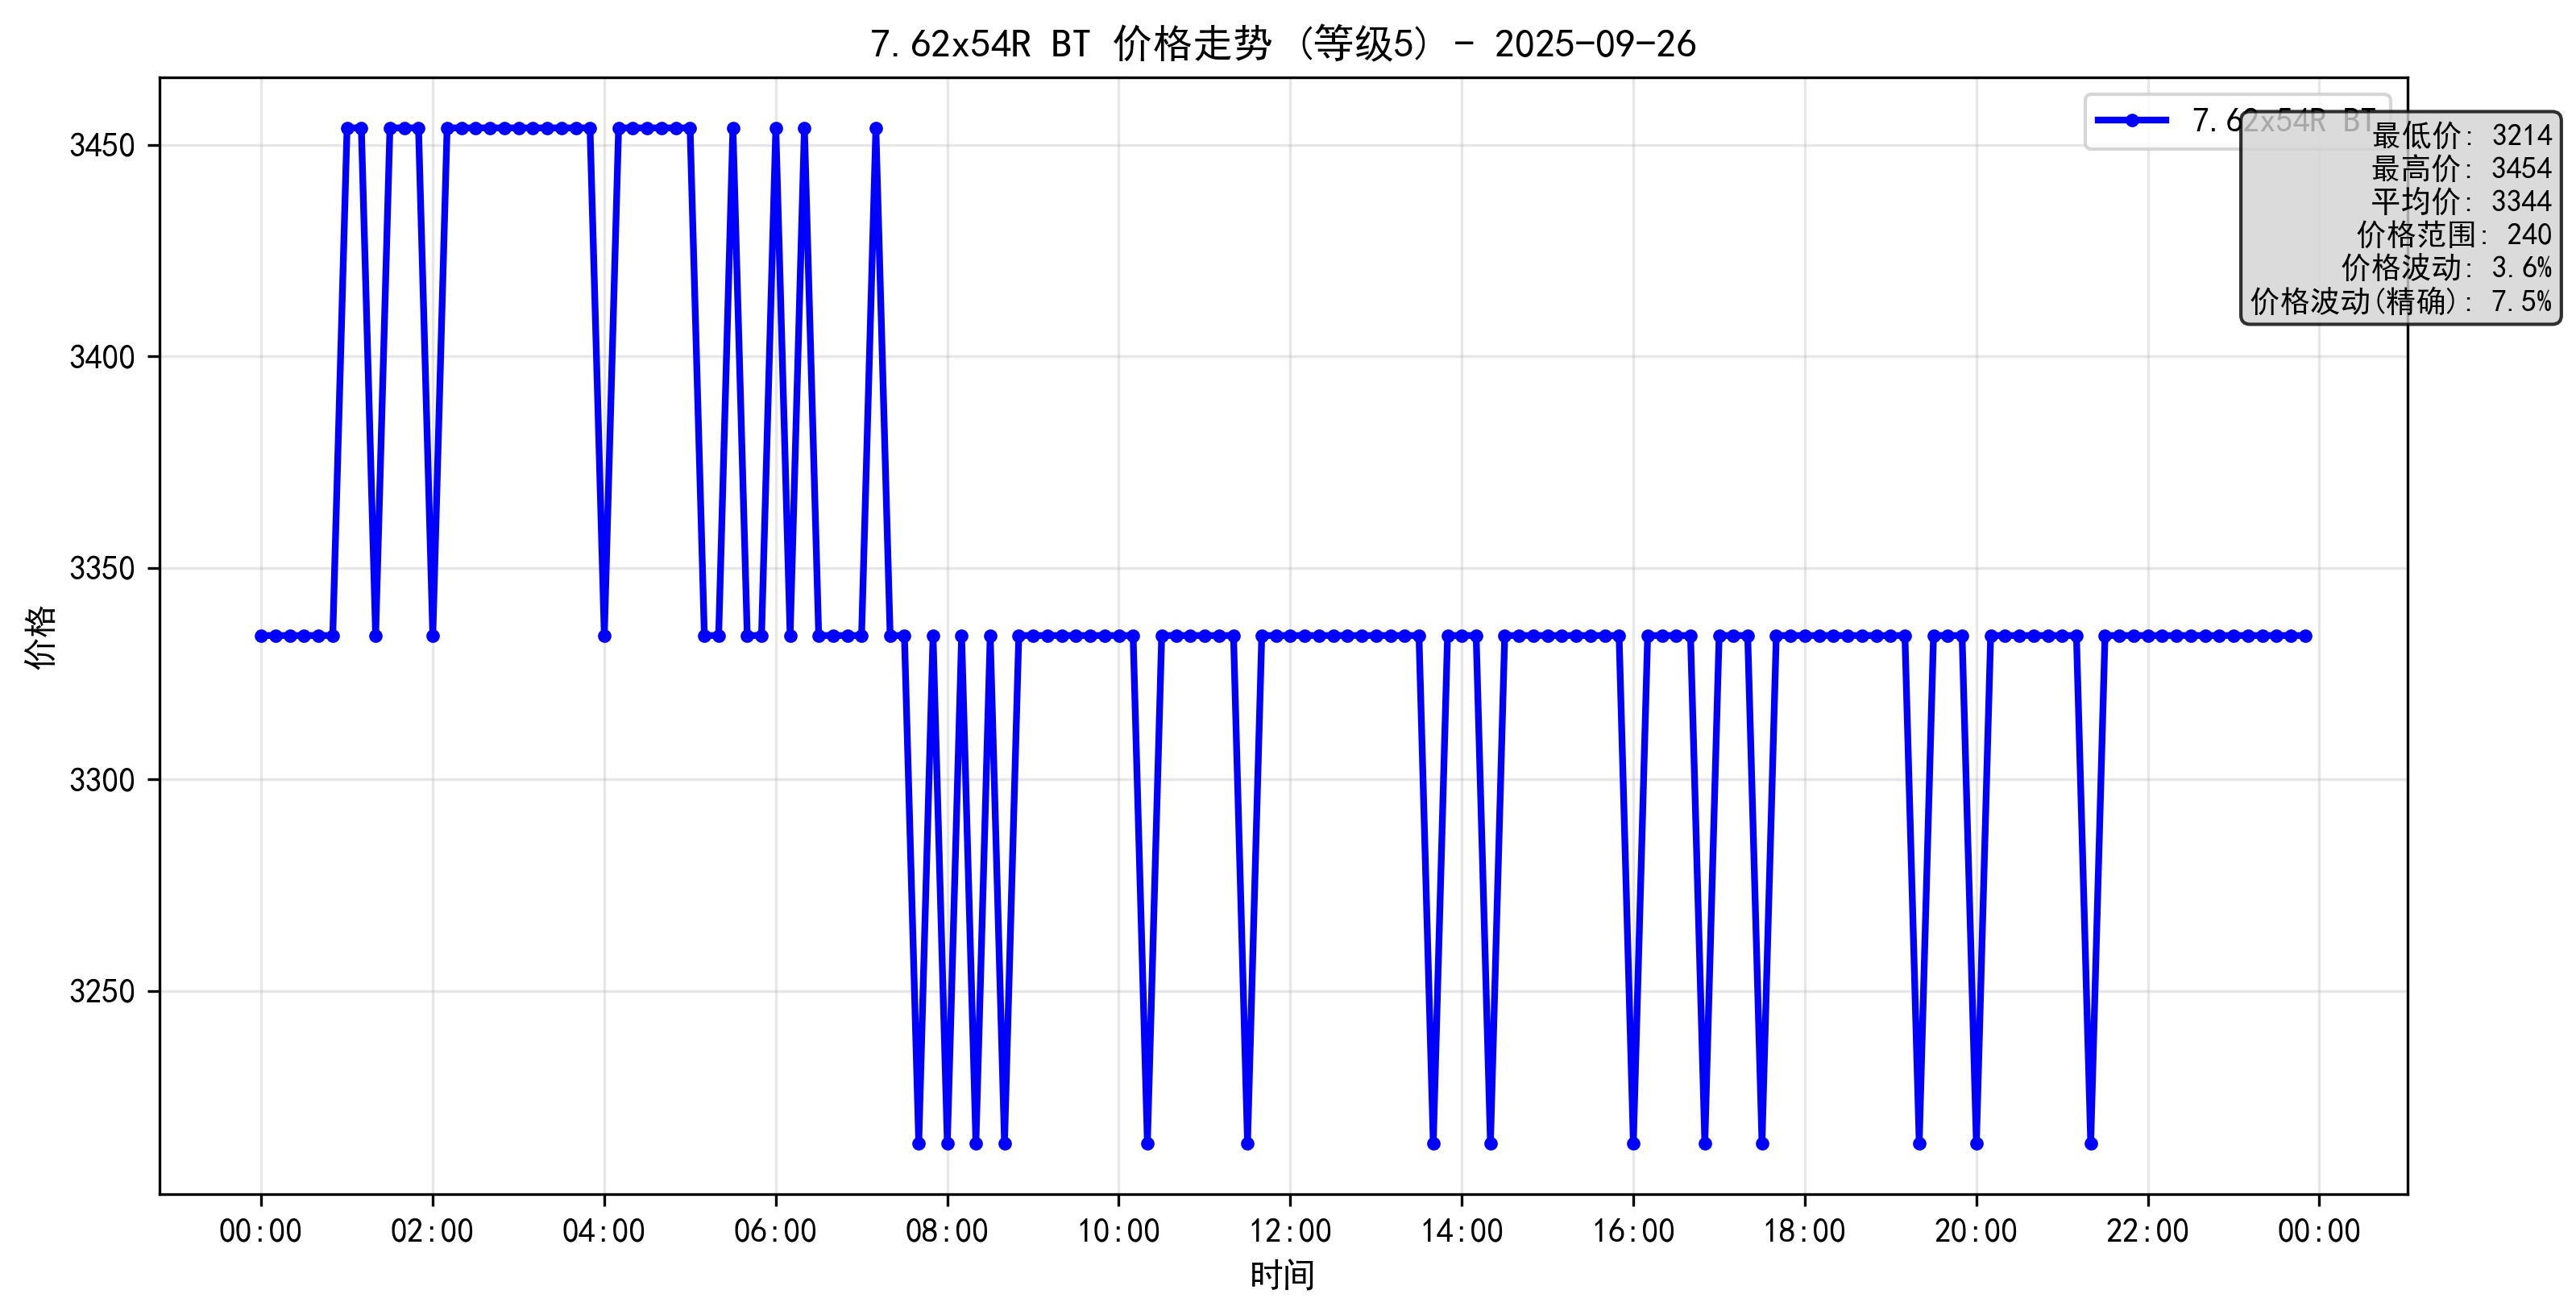 7.62x54R BT 价格走势 (等级5) - 2025-09-26
7.62x54R BT
最低价: 3214
最高价: 3454
平均价: 3344
价格范围: 240
价格波动: 3.6%
价格波动(精确): 7.5%
3450
3400
3350
3300
3250
价格
00:00 02:00 04:00 06:00 08:00 10:00 12:00 14:00 16:00 18:00 20:00 22:00 00:00
时间